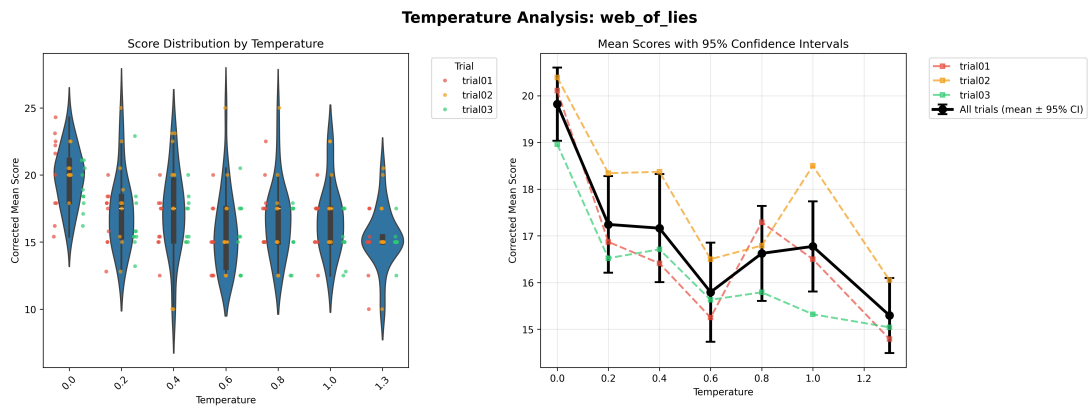 Temperature Analysis: web_of_lies
Score Distribution by Temperature
Corrected Mean Score
25
20
15
10
0.0 0.2 0.4 0.6 0.8 1.0 1.3
Temperature
Trial
trial01
trial02
trial03
Mean Scores with 95% Confidence Intervals
Corrected Mean Score
20
19
18
17
16
15
0.0 0.2 0.4 0.6 0.8 1.0 1.2
Temperature
trial01
trial02
trial03
All trials (mean ± 95% CI)